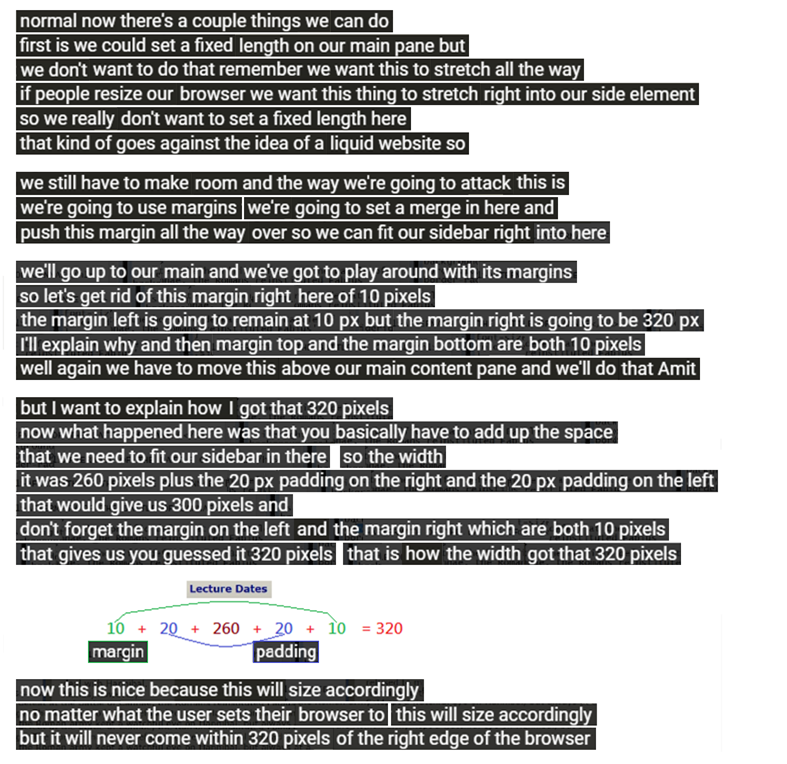 normal now there's a couple things we can do
first is we could set a fixed length on our main pane but
we don't want to do that remember we want this to stretch all the way
if people resize our browser we want this thing to stretch right into our side element
so we really don't want to set a fixed length here
that kind of goes against the idea of a liquid website so
we still have to make room and the way we're going to attack this is
we're going to use margins we're going to set a merge in here and
push this margin all the way over so we can fit our sidebar right into here
we'll go up to our main and we've got to play around with its margins
so let's get rid of this margin right here of 10 pixels
the margin left is going to remain at 10 px but the margin right is going to be 320 px
I'll explain why and then margin top and the margin bottom are both 10 pixels
well again we have to move this above our main content pane and we'll do that Amit
but I want to explain how I got that 320 pixels
now what happened here was that you basically have to add up the space
that we need to fit our sidebar in there so the width
it was 260 pixels plus the 20 px padding on the right and the 20 px padding on the left
that would give us 300 pixels and
don't forget the margin on the left and the margin right which are both 10 pixels
that gives us you guessed it 320 pixels that is how the width got that 320 pixels
Lecture Dates
10 + 20 + 260 + 20 + 10 = 320
margin padding
now this is nice because this will size accordingly
no matter what the user sets their browser to this will size accordingly
but it will never come within 320 pixels of the right edge of the browser